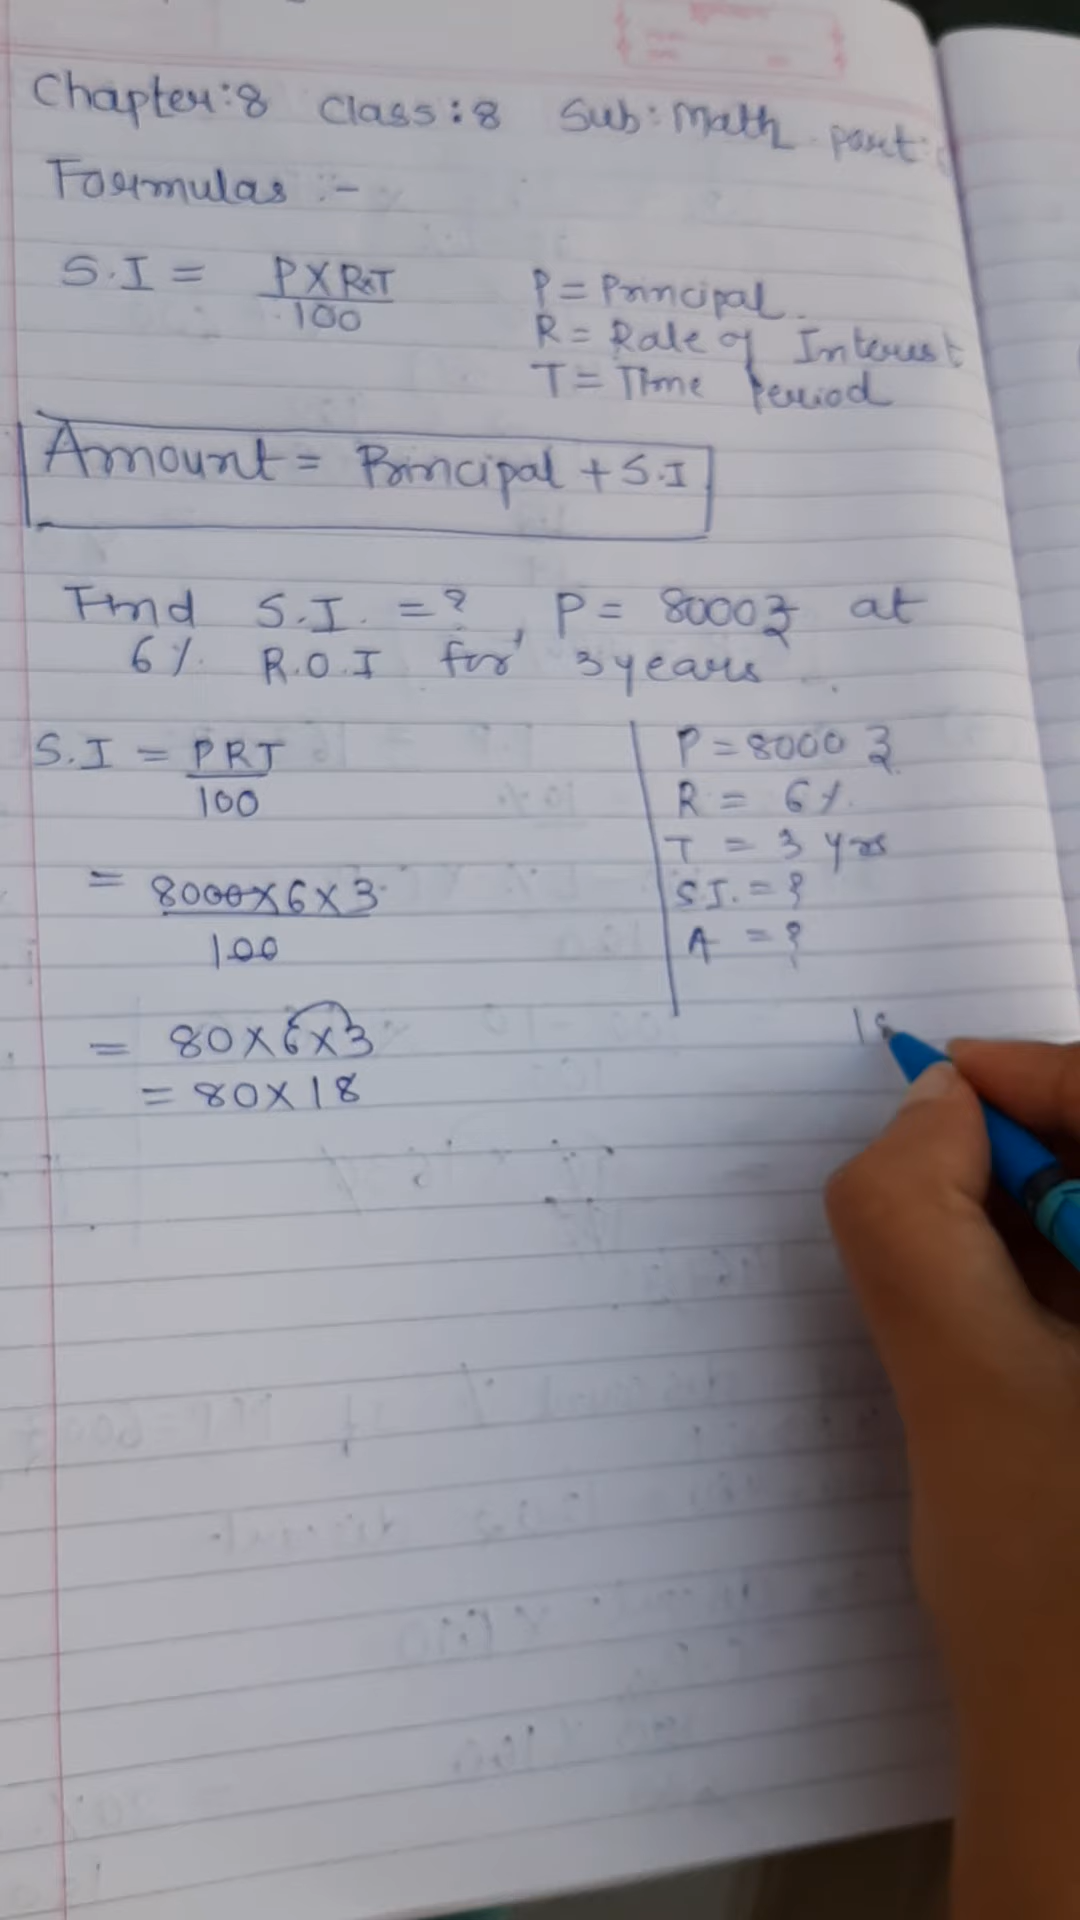 Chapter:8 Class:8 Sub:Math part:
Formulas :-
S.I = P×R×T
100
P = Principal.
R = Rate of Interest
T = Time Period
Amount = Principal + S.I
Find S.I. = ?, P = 8000₹ at
6% R.O.I for 3 years
S.I = PRT
100
= 8000×6×3
100
= 80×6×3
= 80×18
P = 8000 ₹
R = 6%
T = 3 yrs
S.I. = ?
A = ?
18